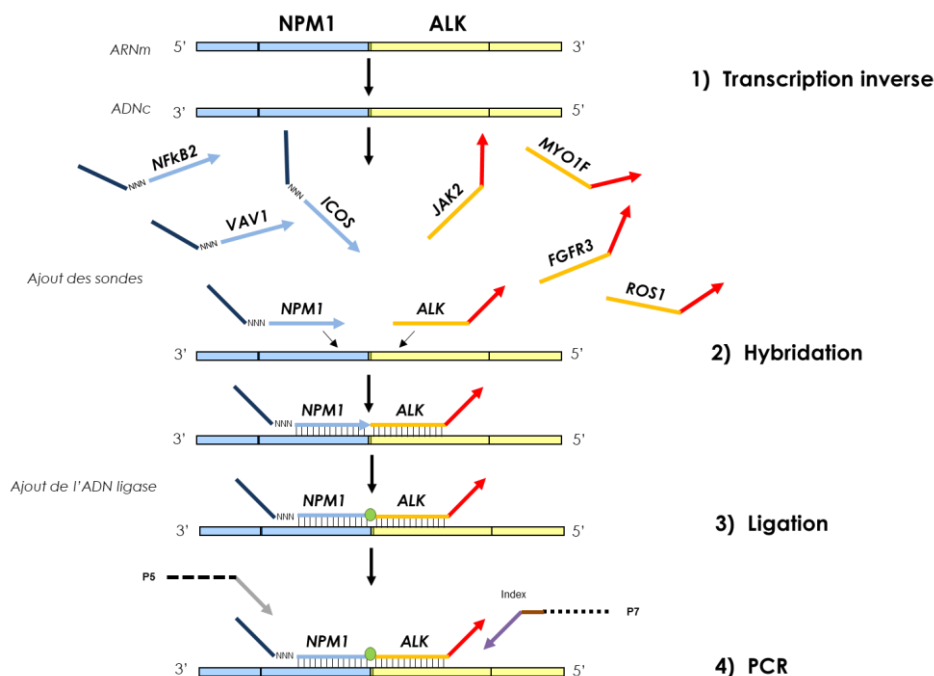 NPM1 ALK
ARNm 5' 3'
1) Transcription inverse
ADNc 3' 5'
NFkB2 NNN
ICOS NNN
VAV1 NNN
JAK2
MYO1F
FGFR3
ROS1
Ajout des sondes
NNN NPM1 ALK
3' 5'
2) Hybridation
NNN NPM1 ALK
3' 5'
Ajout de l'ADN ligase
NNN NPM1 ALK
3' 5'
3) Ligation
P5
Index
P7
NNN NPM1 ALK
3' 5'
4) PCR